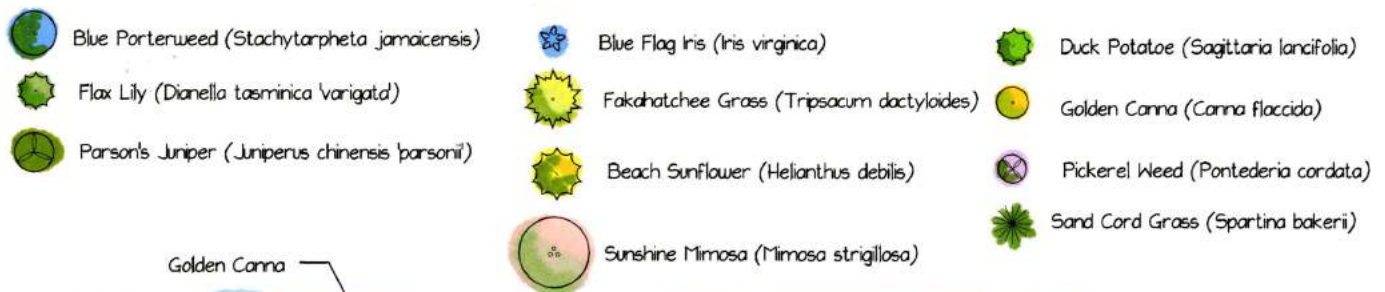 Blue Porterweed (Stachytarpheta jamaicensis)
Flax Lily (Dianella tasminica 'varigata')
Parson's Juniper (Juniperus chinensis 'parsonii')
Blue Flag Iris (Iris virginica)
Fakahatchee Grass (Tripsacum dactyloides)
Beach Sunflower (Helianthus debilis)
Sunshine Mimosa (Mimosa strigillosa)
Duck Potatoe (Sagittaria lancifolia)
Golden Canna (Canna flaccida)
Pickerel Weed (Pontederia cordata)
Sand Cord Grass (Spartina bakerii)
Golden Canna